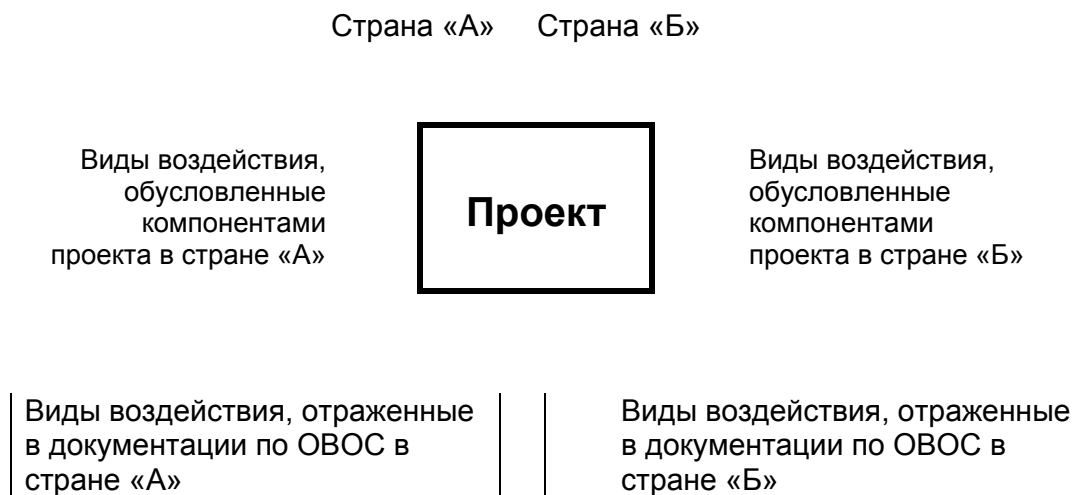 Страна «А» Страна «Б»
Виды воздействия,
обусловленные
компонентами
проекта в стране «А»
Проект
Виды воздействия,
обусловленные
компонентами
проекта в стране «Б»
Виды воздействия, отраженные
в документации по ОВОС в
стране «А»
Виды воздействия, отраженные
в документации по ОВОС в
стране «Б»